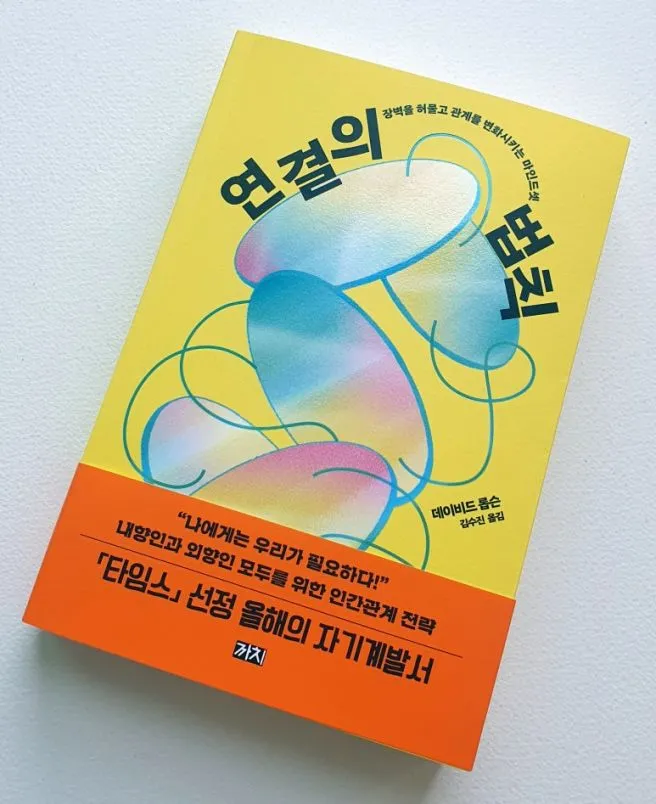 장벽을 허물고 관계를 변화시키는 마인드셋
연결의
법칙
데이비드 롭슨
김수진 옮김
“나에게는 우리가 필요하다!”
내향인과 외향인 모두를 위한 인간관계 전략
「타임스」 선정 올해의 자기계발서
까치